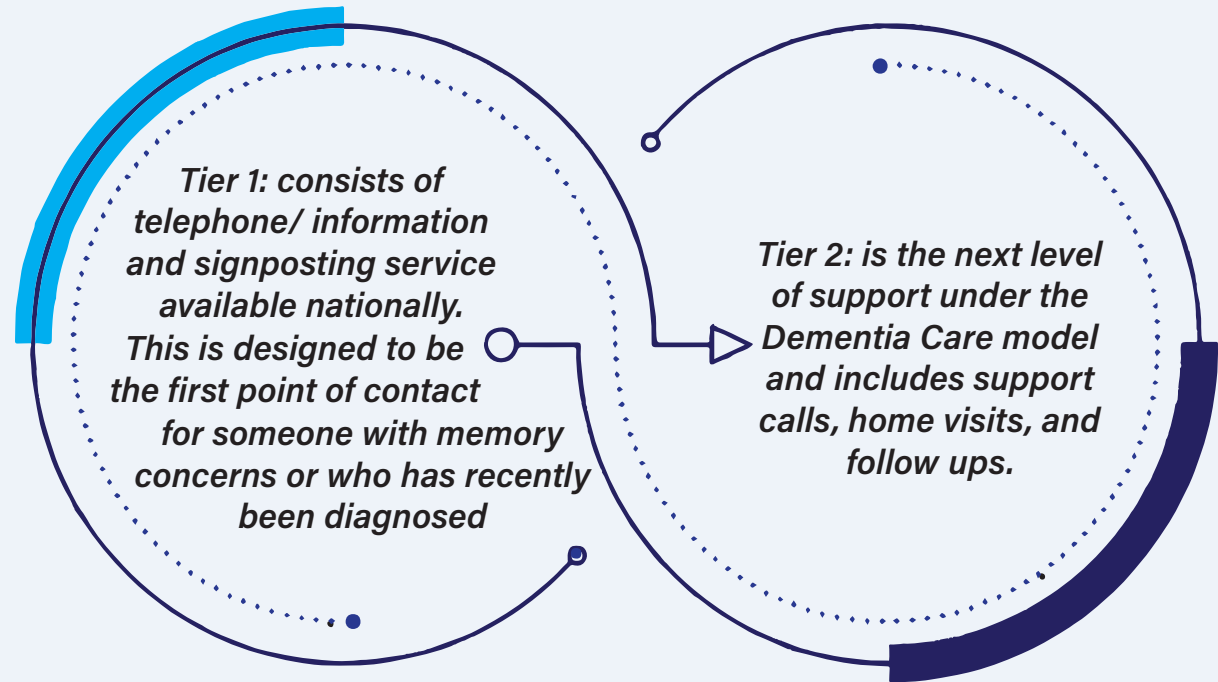 Tier 1: consists of
telephone/ information
and signposting service
available nationally.
This is designed to be
the first point of contact
for someone with memory
concerns or who has recently
been diagnosed
Tier 2: is the next level
of support under the
Dementia Care model
and includes support
calls, home visits, and
follow ups.